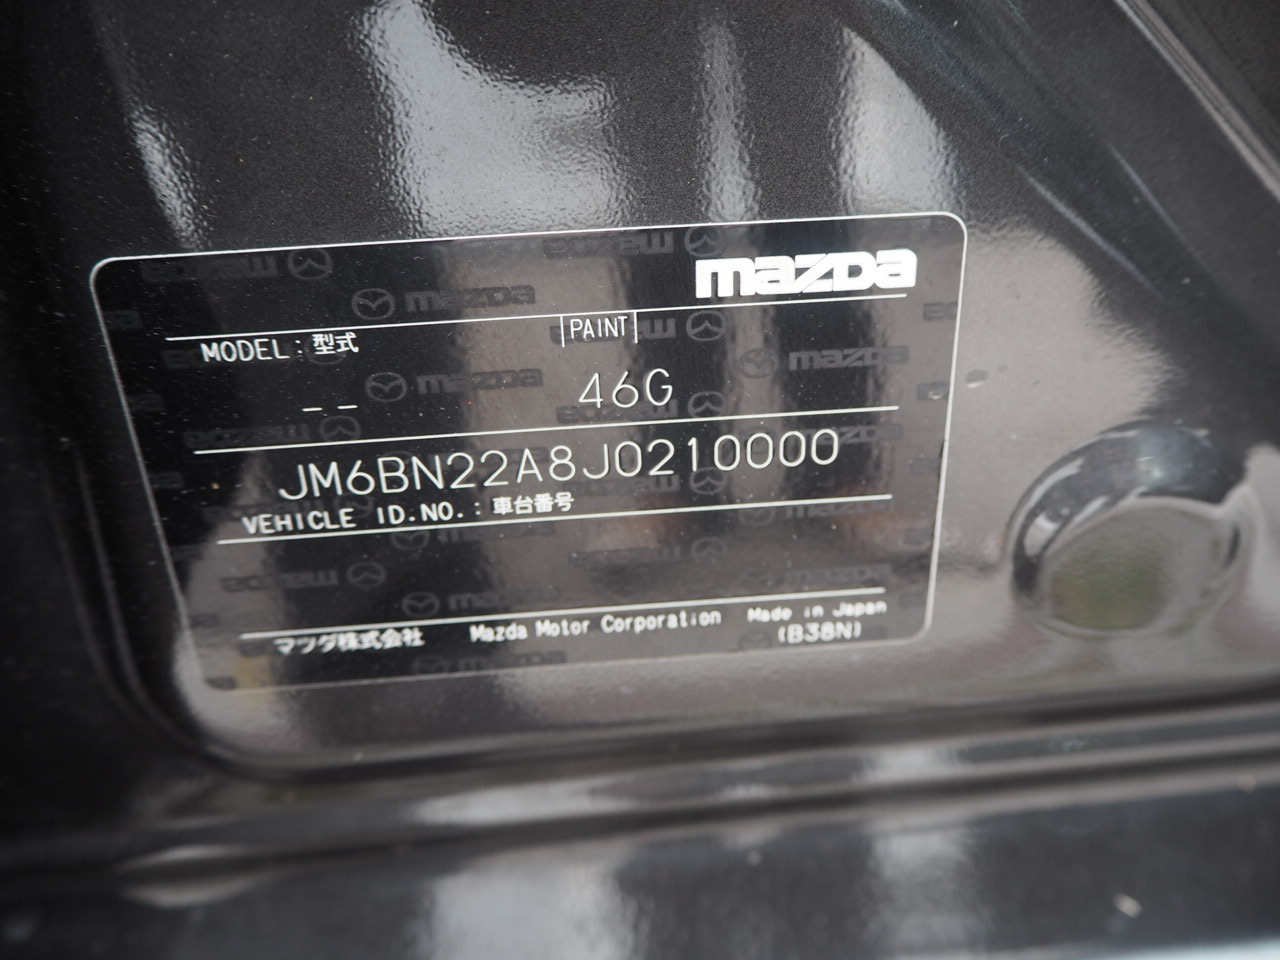 mazda
MODEL: 型式 PAINT
-- 46G
JM6BN22A8J0210000
VEHICLE ID.NO.: 車台番号
マツダ株式会社 Mazda Motor Corporation Made in Japan
(B38N)